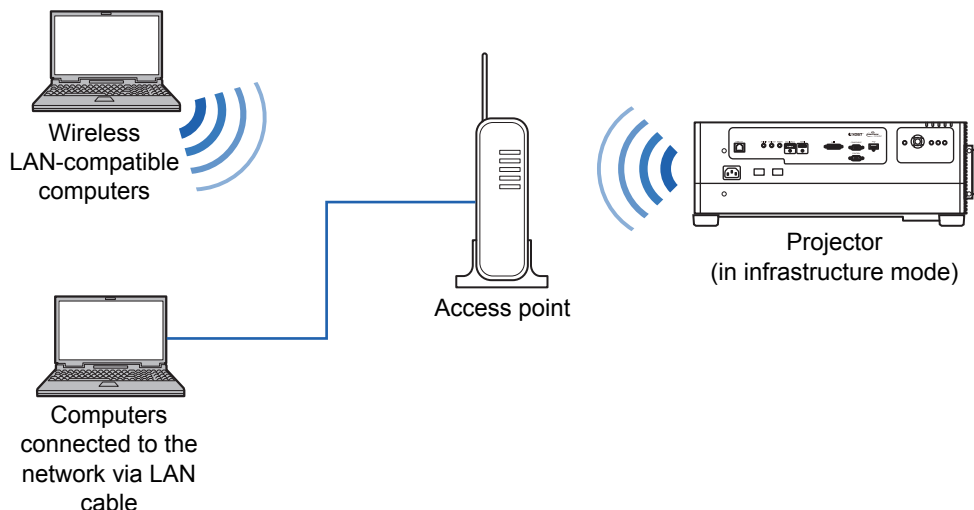 Wireless
LAN-compatible
computers
Projector
(in infrastructure mode)
Access point
Computers
connected to the
network via LAN
cable